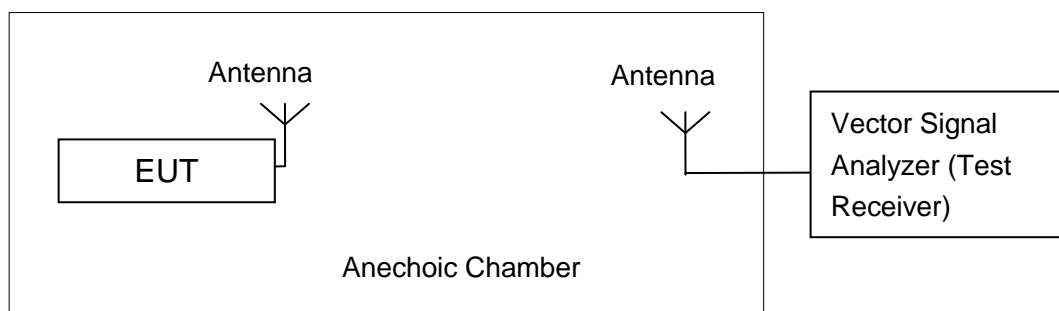 Antenna
Antenna
EUT
Vector Signal
Analyzer (Test
Receiver)
Anechoic Chamber